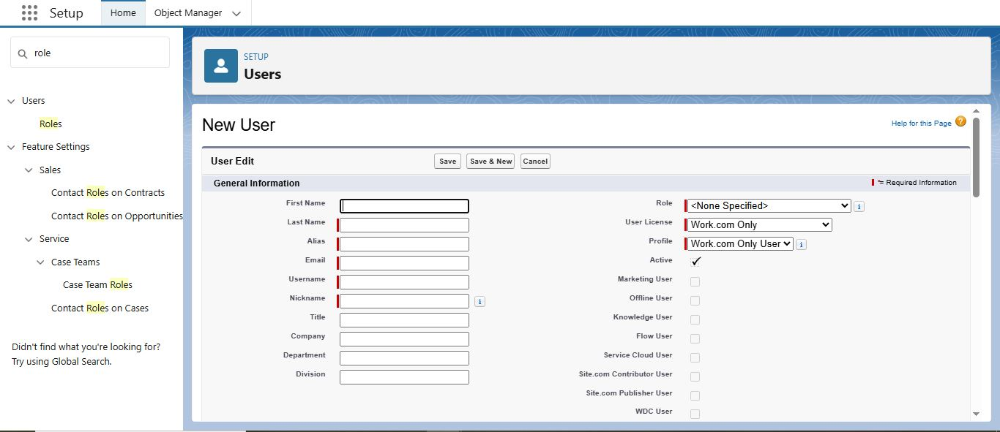 Setup
Home
Object Manager
role
Users
Roles
Feature Settings
Sales
Contact Roles on Contracts
Contact Roles on Opportunities
Service
Case Teams
Case Team Roles
Contact Roles on Cases
Didn't find what you're looking for?
Try using Global Search.
SETUP
Users
New User
Help for this Page ?
User Edit
Save
Save & New
Cancel
General Information
*= Required Information
First Name
Last Name
Alias
Email
Username
Nickname
i
Title
Company
Department
Division
Role
<None Specified>
i
User License
Work.com Only
Profile
Work.com Only User
i
Active
Marketing User
Offline User
Knowledge User
Flow User
Service Cloud User
Site.com Contributor User
Site.com Publisher User
WDC User